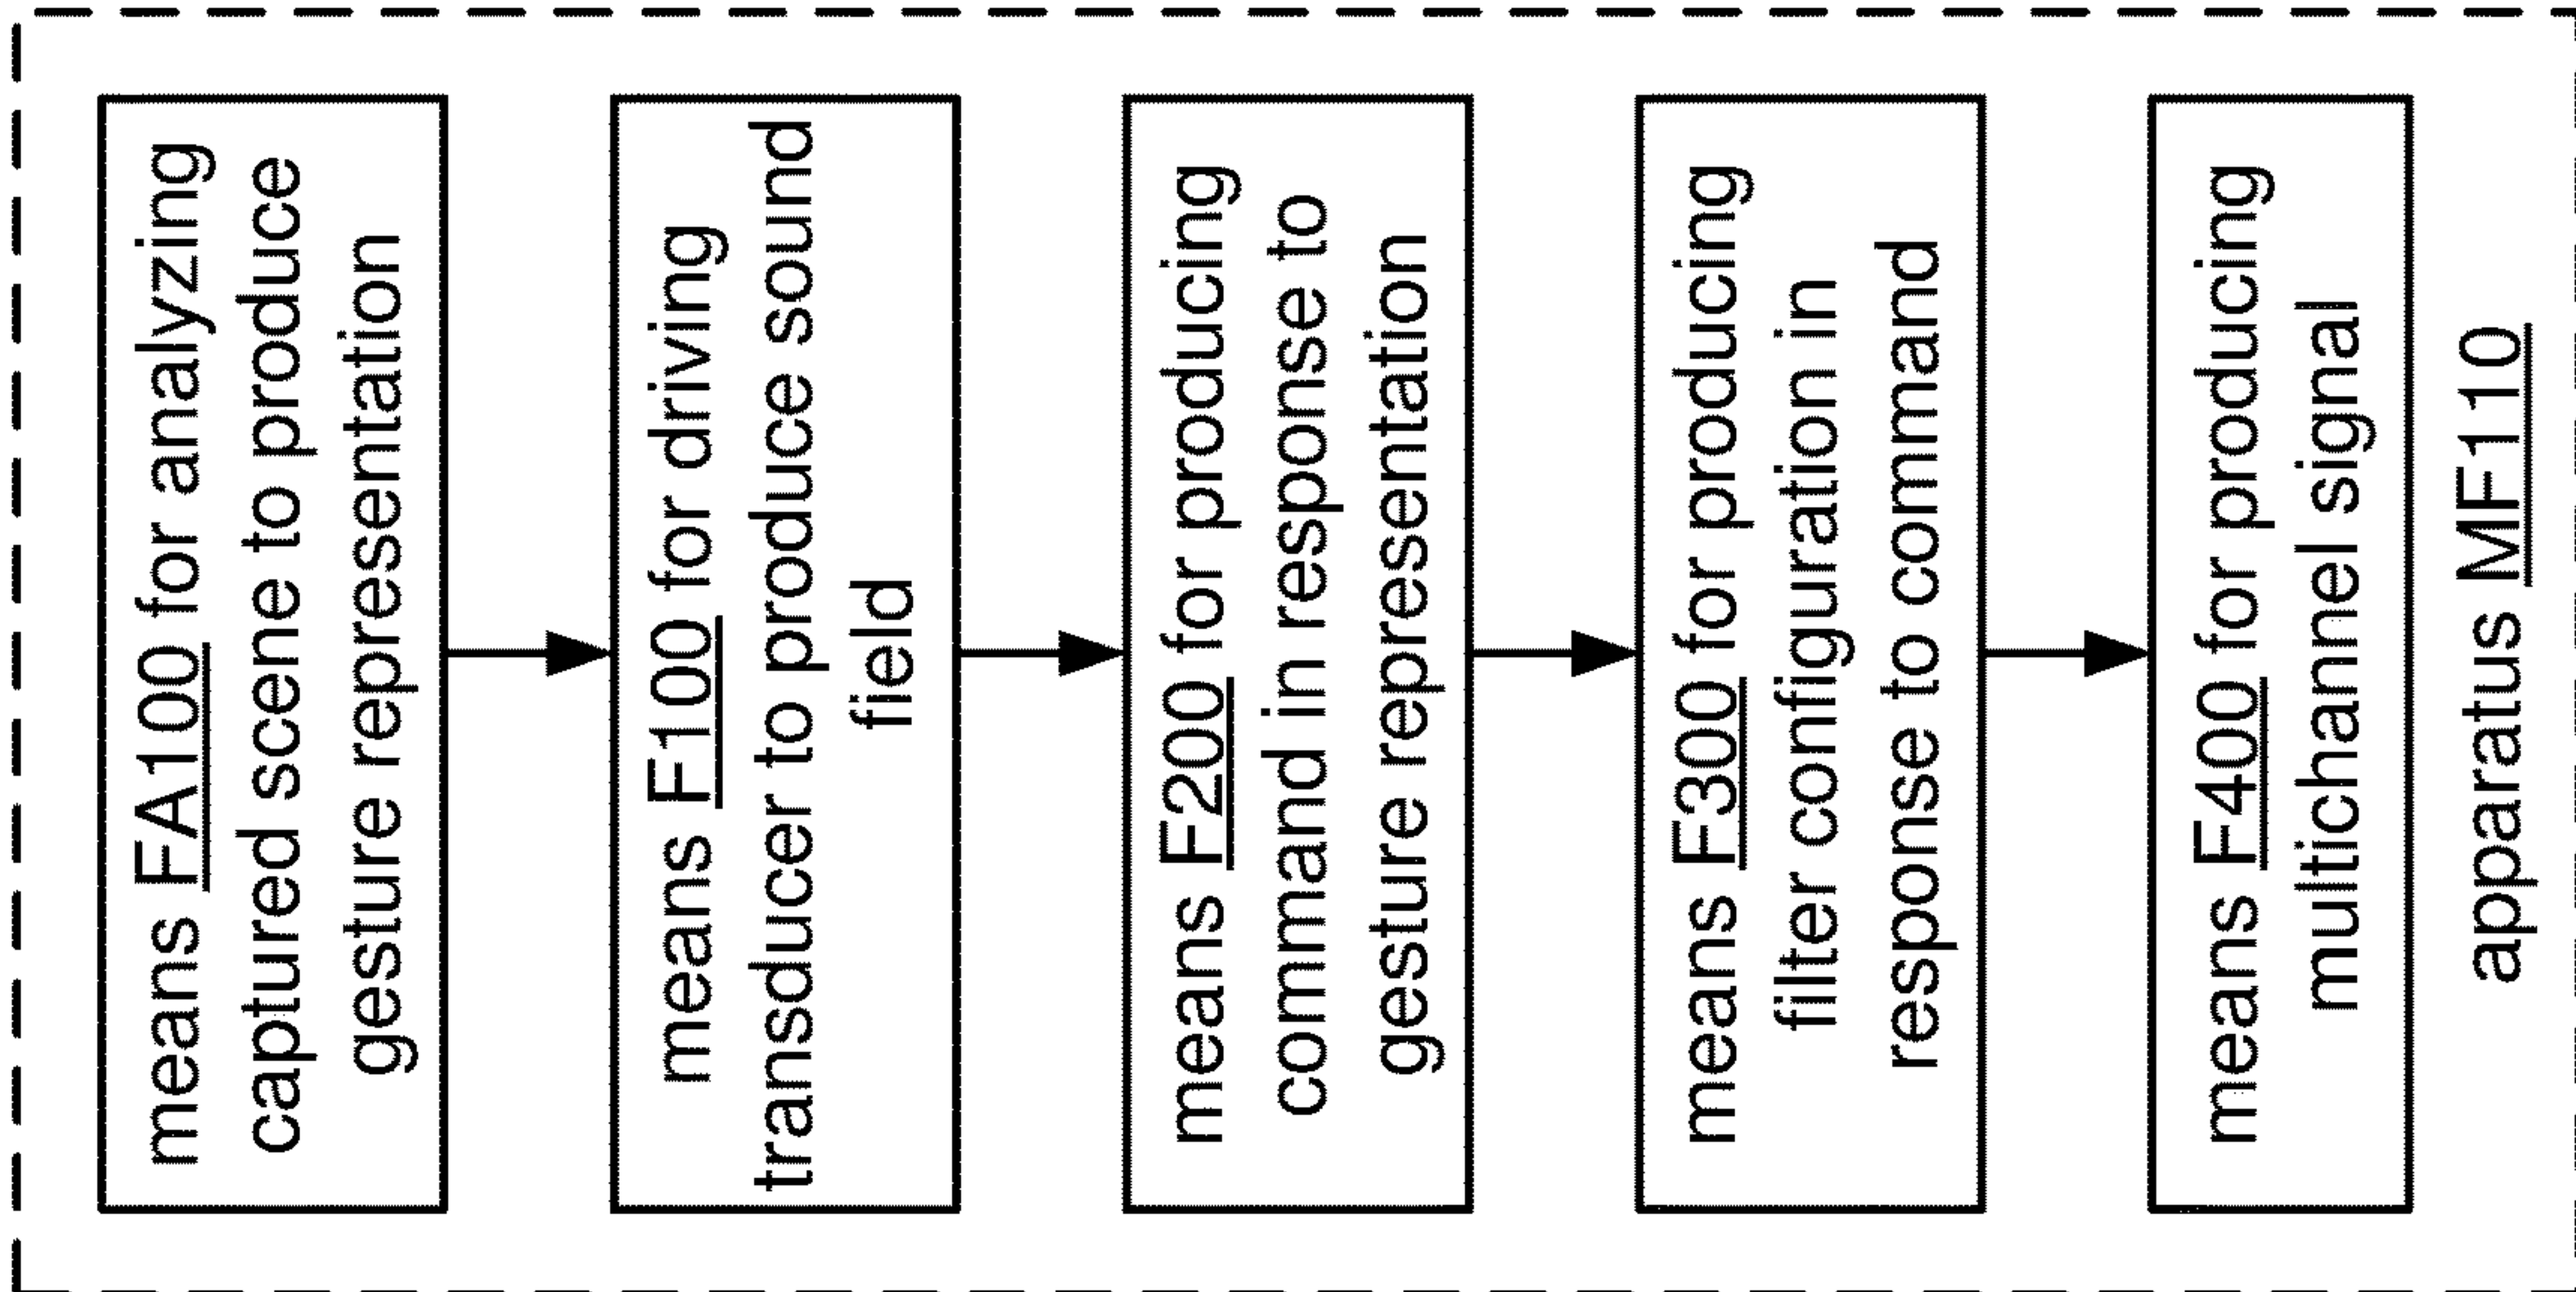 means FA100 for analyzing
captured scene to produce
gesture representation
means F100 for driving
transducer to produce sound
field
means F200 for producing
command in response to
gesture representation
means F300 for producing
filter configuration in
response to command
means F400 for producing
multichannel signal
apparatus MF110